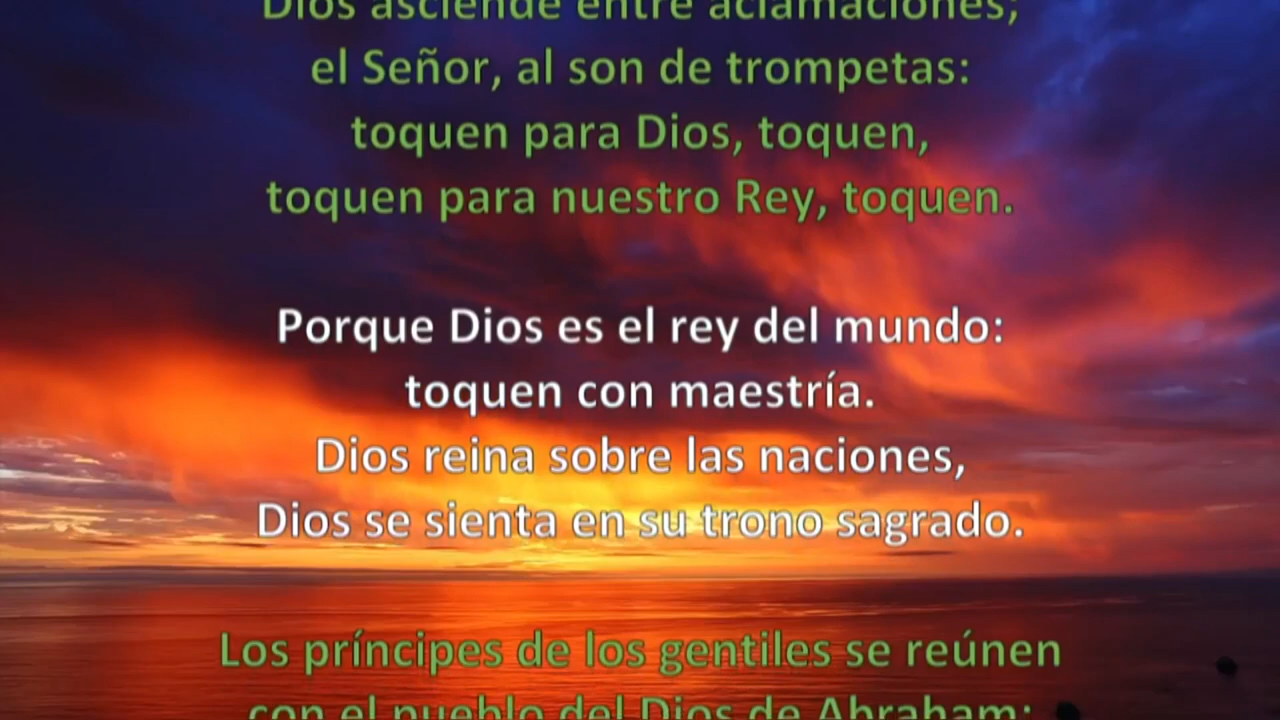 Dios asciende entre aclamaciones;
el Señor, al son de trompetas:
toquen para Dios, toquen,
toquen para nuestro Rey, toquen.
Porque Dios es el rey del mundo:
toquen con maestría.
Dios reina sobre las naciones,
Dios se sienta en su trono sagrado.
Los príncipes de los gentiles se reúnen
con el pueblo del Dios de Abraham;